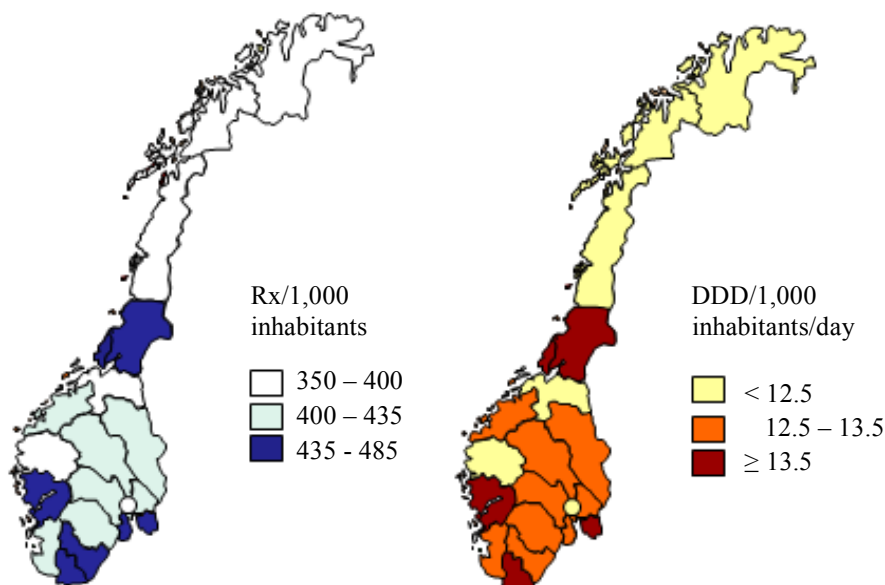 Rx/1,000
inhabitants
350 – 400
400 – 435
435 - 485
DDD/1,000
inhabitants/day
< 12.5
12.5 – 13.5
≥ 13.5